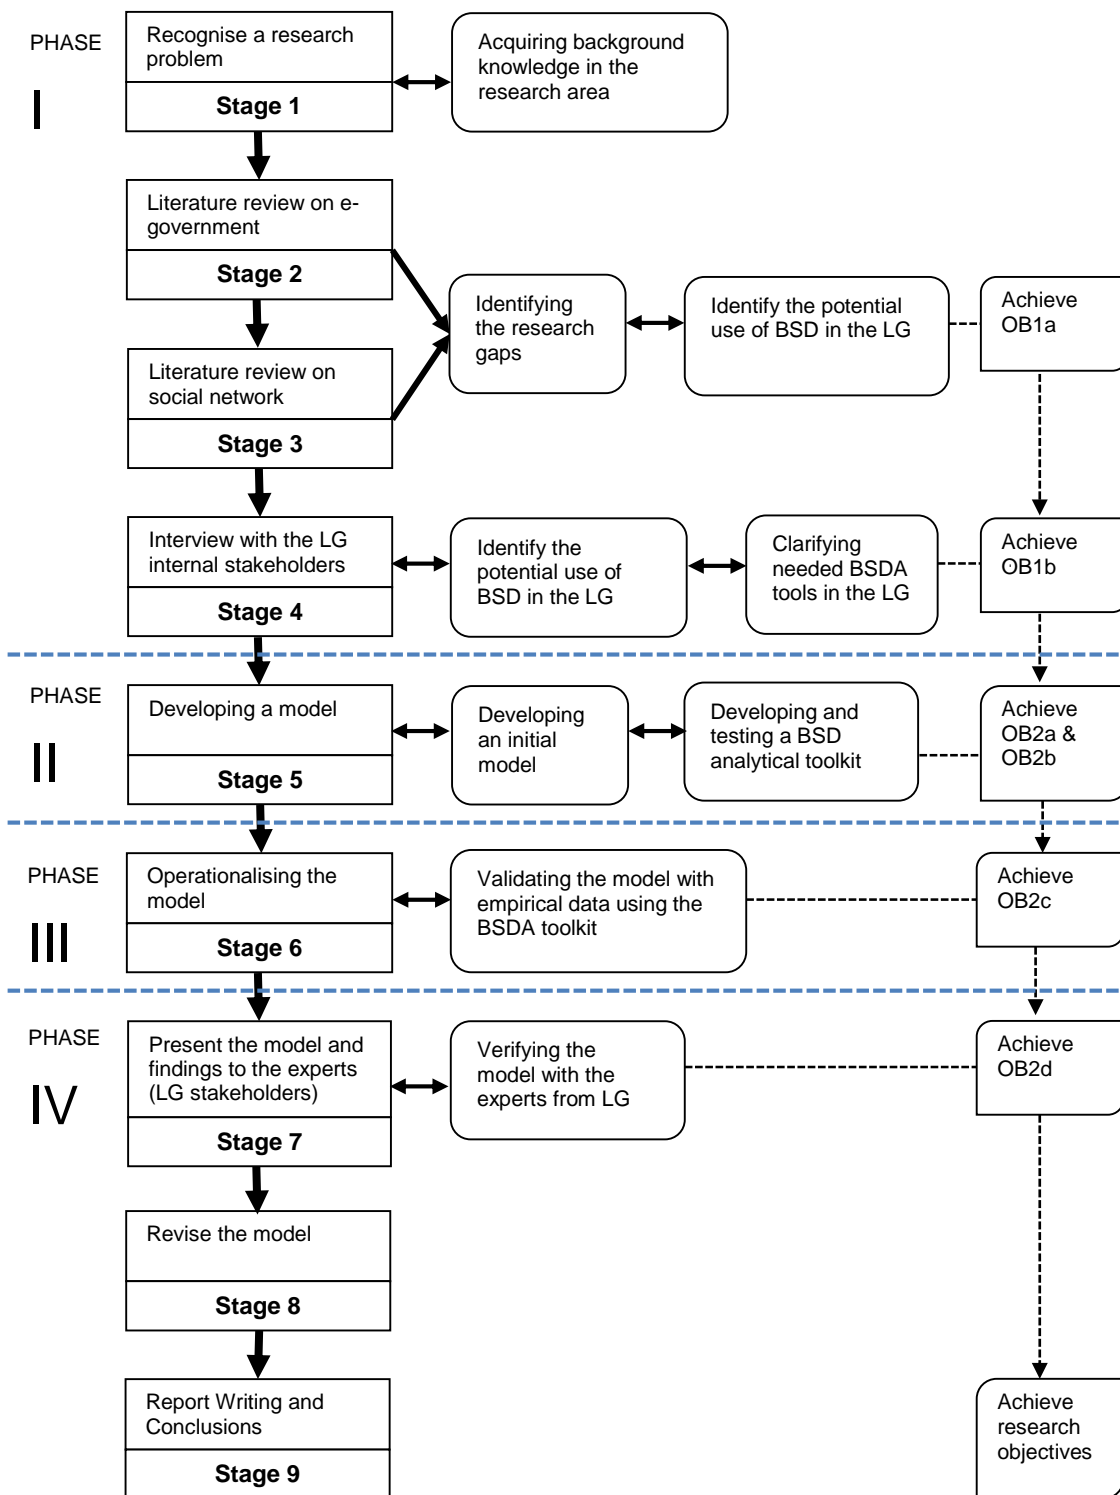 PHASE
I
Recognise a research
problem
Stage 1
Acquiring background
knowledge in the
research area
Literature review on e-
government
Stage 2
Identifying
the research
gaps
Identify the potential
use of BSD in the LG
Achieve
OB1a
Literature review on
social network
Stage 3
Interview with the LG
internal stakeholders
Stage 4
Identify the
potential use of
BSD in the LG
Clarifying
needed BSDA
tools in the LG
Achieve
OB1b
PHASE
II
Developing a model
Stage 5
Developing
an initial
model
Developing and
testing a BSD
analytical toolkit
Achieve
OB2a &
OB2b
PHASE
III
Operationalising the
model
Stage 6
Validating the model with
empirical data using the
BSDA toolkit
Achieve
OB2c
PHASE
IV
Present the model and
findings to the experts
(LG stakeholders)
Stage 7
Verifying the
model with the
experts from LG
Achieve
OB2d
Revise the model
Stage 8
Report Writing and
Conclusions
Stage 9
Achieve
research
objectives